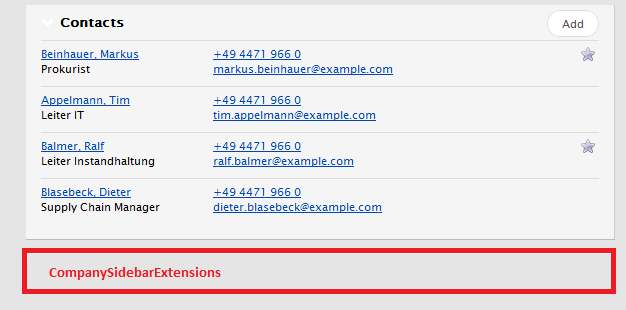 Contacts
Add
Beinhauer, Markus +49 4471 966 0
Prokurist markus.beinhauer@example.com
Appelmann, Tim +49 4471 966 0
Leiter IT tim.appelmann@example.com
Balmer, Ralf +49 4471 966 0
Leiter Instandhaltung ralf.balmer@example.com
Blasebeck, Dieter +49 4471 966 0
Supply Chain Manager dieter.blasebeck@example.com
CompanySidebarExtensions